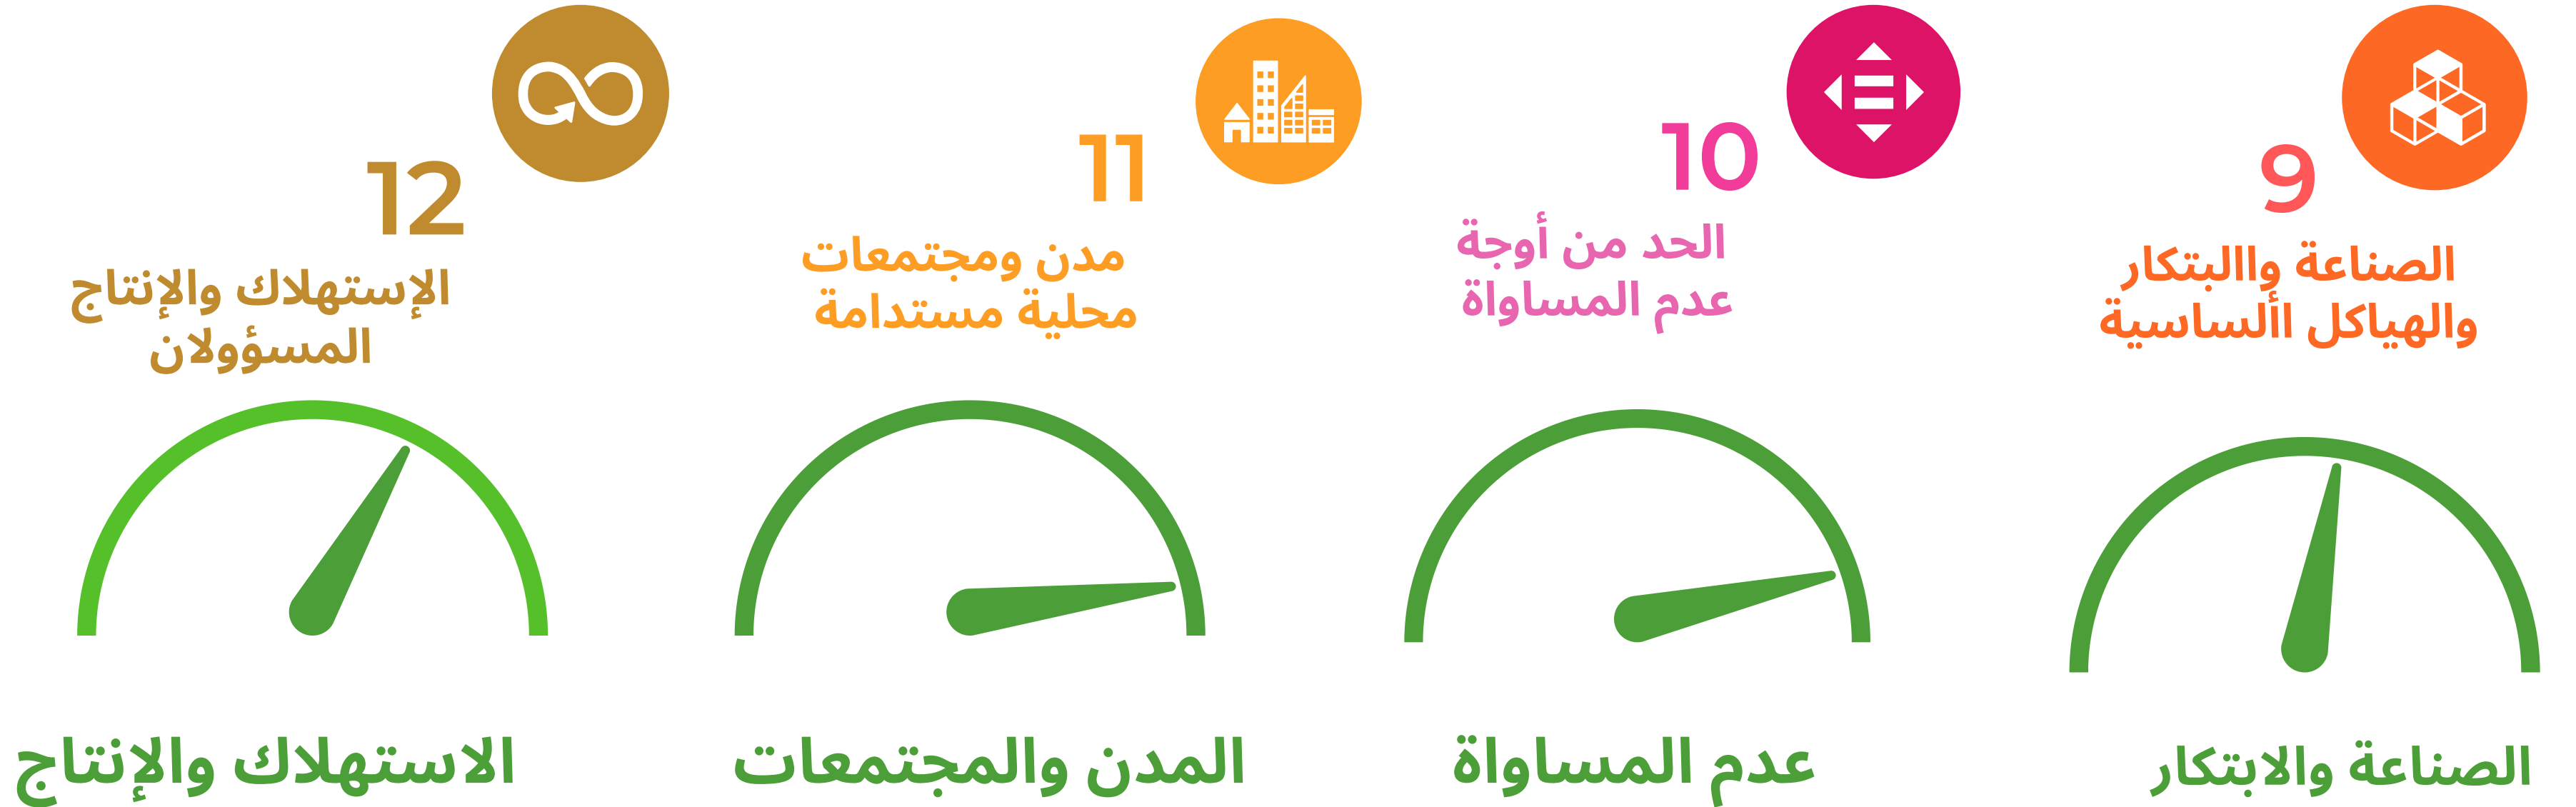 9
الصناعة واالبتكار
والهياكل األساسية
10
الحد من أوجة
عدم المساواة
11
مدن ومجتمعات
محلية مستدامة
12
الإستهلاك والإنتاج
المسؤولان
الصناعة والابتكار
عدم المساواة
المدن والمجتمعات
الاستهلاك والإنتاج